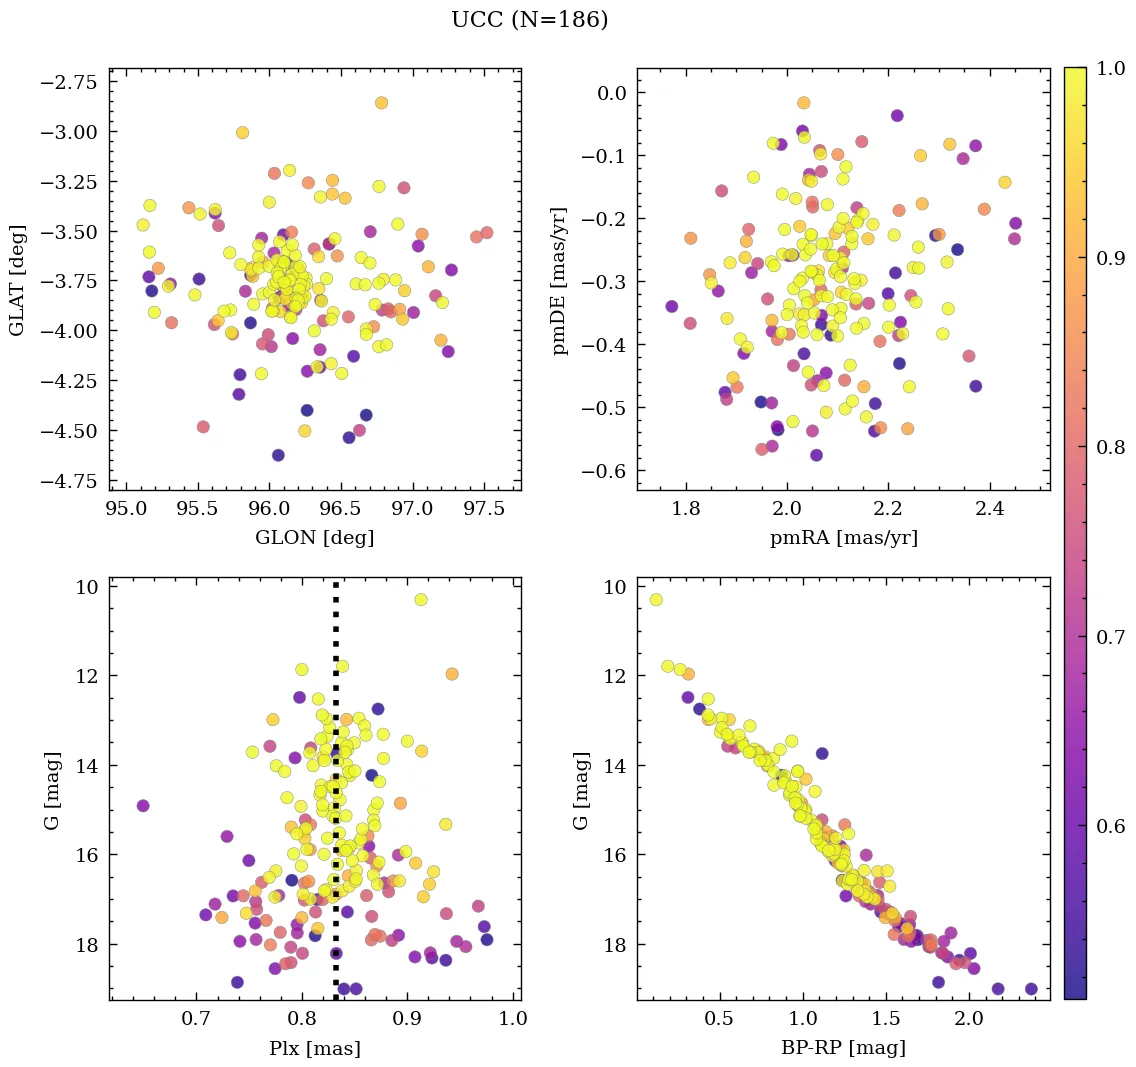 UCC (N=186)
−2.75
−3.00
−3.25
−3.50
−3.75
−4.00
−4.25
−4.50
−4.75
GLAT [deg]
95.0 95.5 96.0 96.5 97.0 97.5
GLON [deg]
0.0
−0.1
−0.2
−0.3
−0.4
−0.5
−0.6
pmDE [mas/yr]
1.8 2.0 2.2 2.4
pmRA [mas/yr]
10
12
14
16
18
G [mag]
0.7 0.8 0.9 1.0
Plx [mas]
10
12
14
16
18
G [mag]
0.5 1.0 1.5 2.0
BP-RP [mag]
1.0
0.9
0.8
0.7
0.6